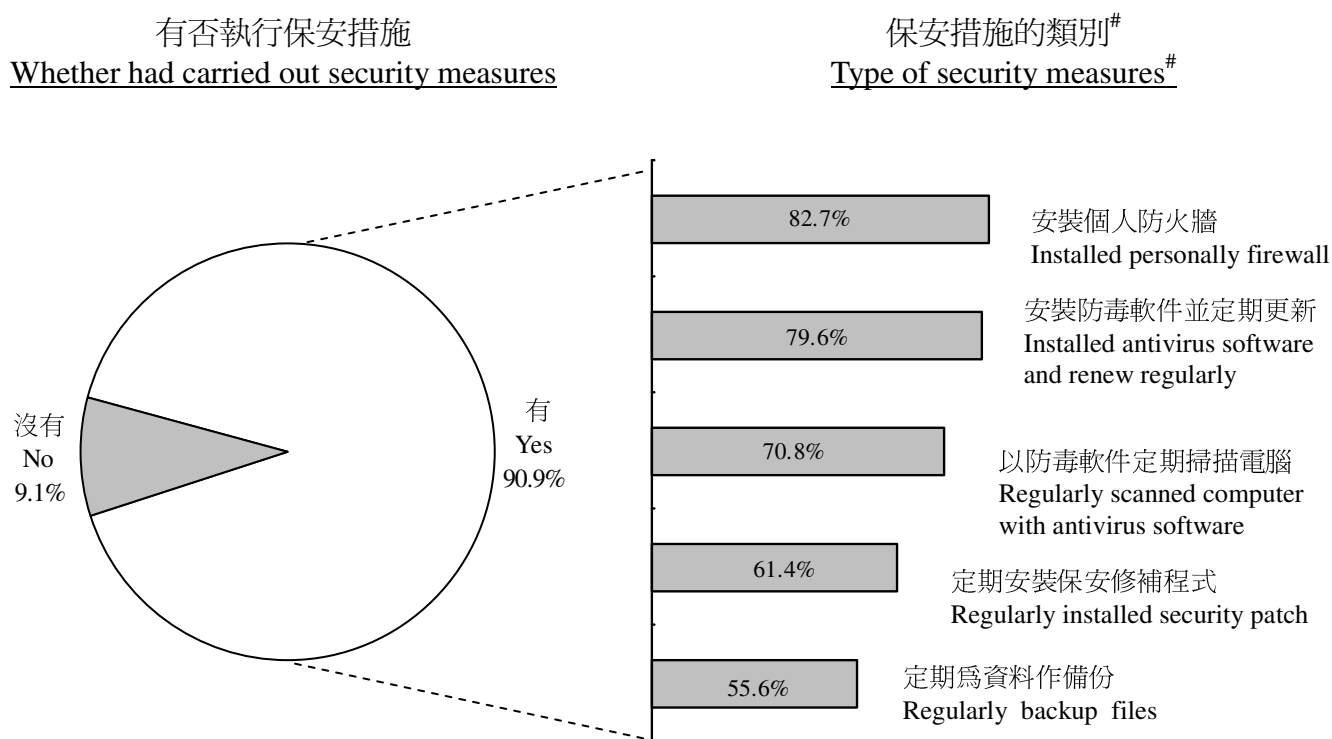 有否執行保安措施
Whether had carried out security measures
保安措施的類別#
Type of security measures#
沒有
No
9.1%
有
Yes
90.9%
82.7%
安裝個人防火牆
Installed personally firewall
79.6%
安裝防毒軟件並定期更新
Installed antivirus software
and renew regularly
70.8%
以防毒軟件定期掃描電腦
Regularly scanned computer
with antivirus software
61.4%
定期安裝保安修補程式
Regularly installed security patch
55.6%
定期爲資料作備份
Regularly backup files